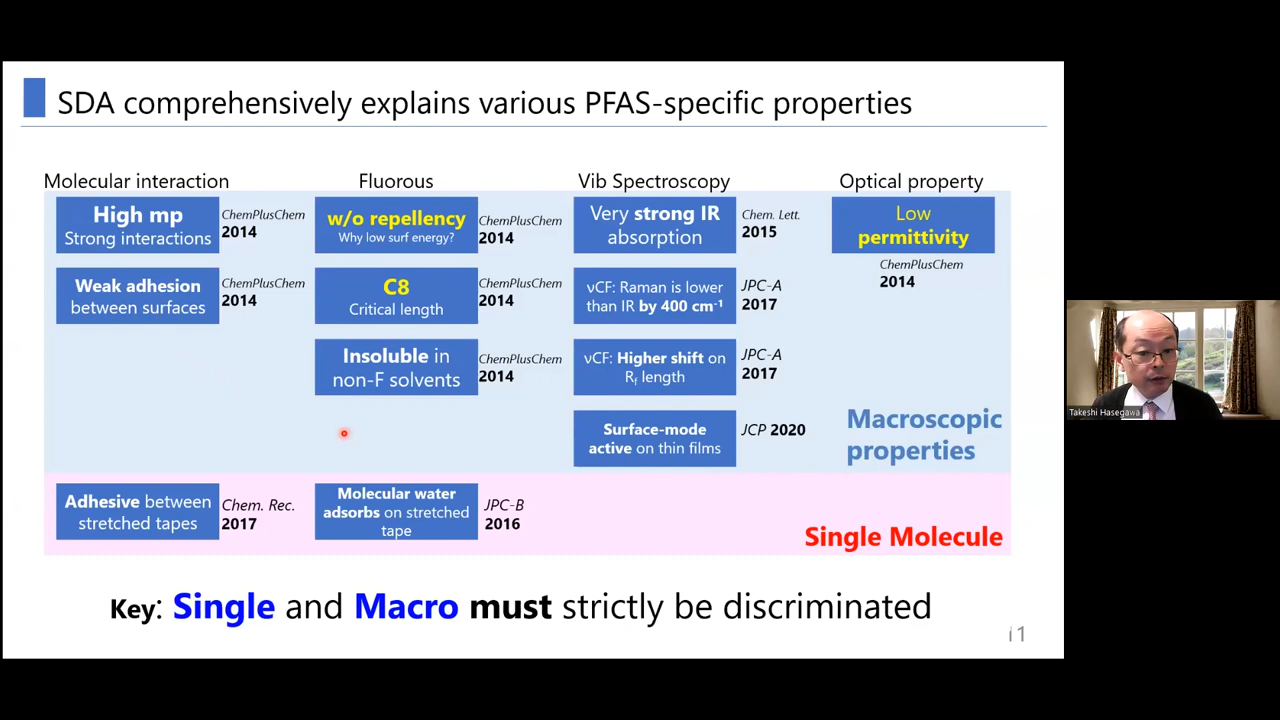 SDA comprehensively explains various PFAS-specific properties
Molecular interaction
Fluorous
Vib Spectroscopy
Optical property
High mp
Strong interactions
ChemPlusChem
2014
w/o repellency
Why low surf energy?
ChemPlusChem
2014
Very strong IR
absorption
Chem. Lett.
2015
Low
permittivity
ChemPlusChem
2014
Weak adhesion
between surfaces
ChemPlusChem
2014
C8
Critical length
ChemPlusChem
2014
νCF: Raman is lower
than IR by 400 cm⁻¹
JPC-A
2017
Insoluble in
non-F solvents
ChemPlusChem
2014
νCF: Higher shift on
Rf length
JPC-A
2017
Surface-mode
active on thin films
JCP 2020
Macroscopic
properties
Adhesive between
stretched tapes
Chem. Rec.
2017
Molecular water
adsorbs on stretched
tape
JPC-B
2016
Single Molecule
Key: Single and Macro must strictly be discriminated
11
Takeshi Hasegawa